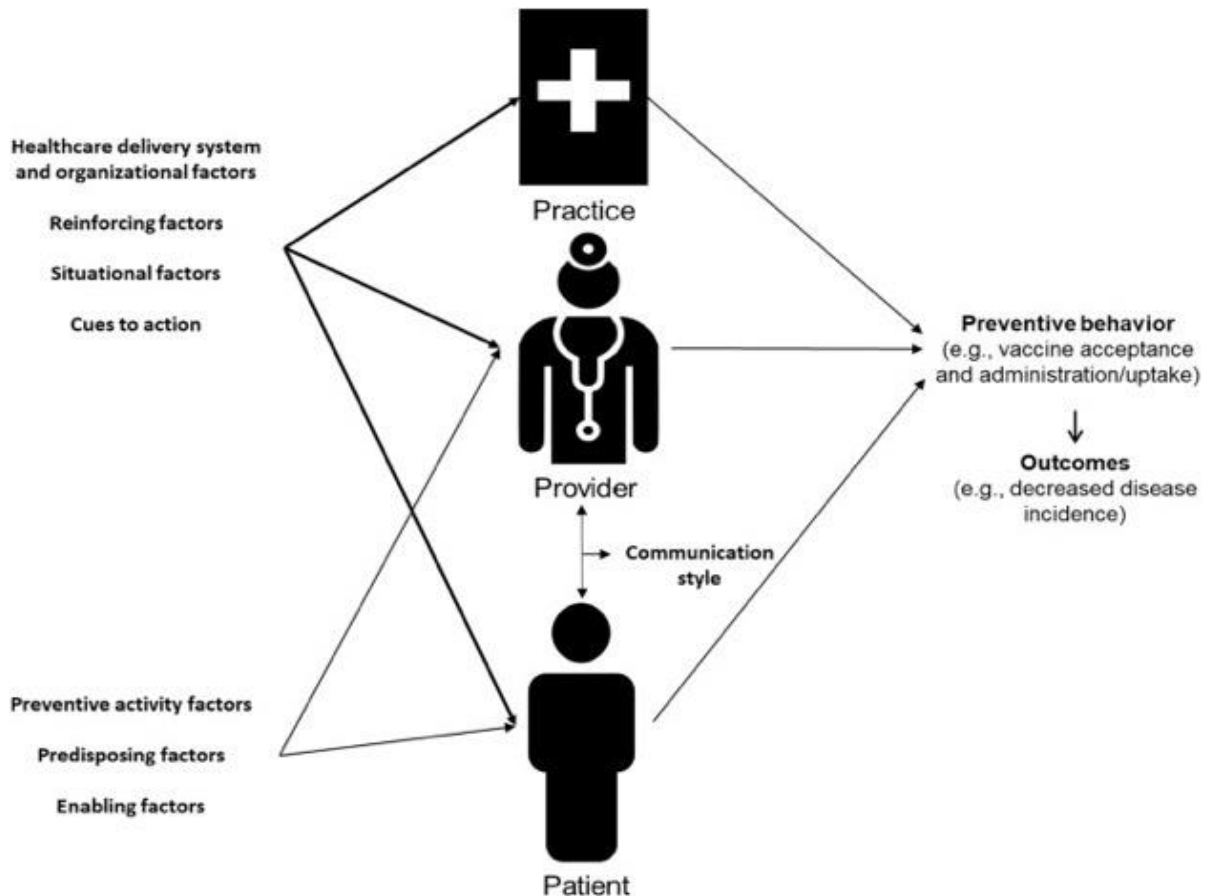 Healthcare delivery system
and organizational factors
Reinforcing factors
Situational factors
Cues to action
Preventive activity factors
Predisposing factors
Enabling factors
Practice
Provider
Communication
style
Patient
Preventive behavior
(e.g., vaccine acceptance
and administration/uptake)
Outcomes
(e.g., decreased disease
incidence)